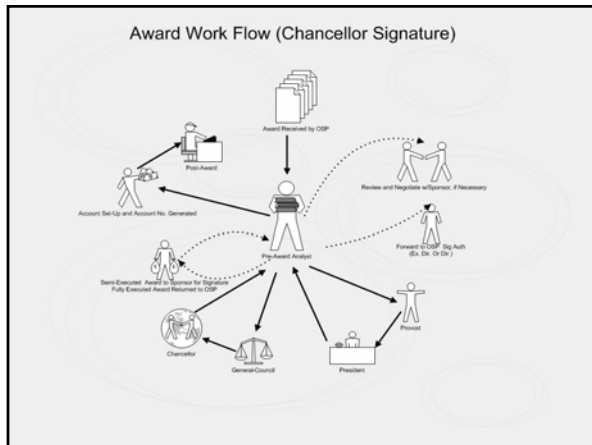 Award Work Flow (Chancellor Signature)
Award Received by OSP
Post-Award
Review and Negotiate w/Sponsor, if Necessary
Account Set-Up and Account No. Generated
Forward to OSP Sig Auth
(Ex. Dir. Or Dir.)
Pre-Award Analyst
Semi-Executed Award to Sponsor for Signature
Fully Executed Award Returned to OSP
Provost
Chancellor
General-Council
President